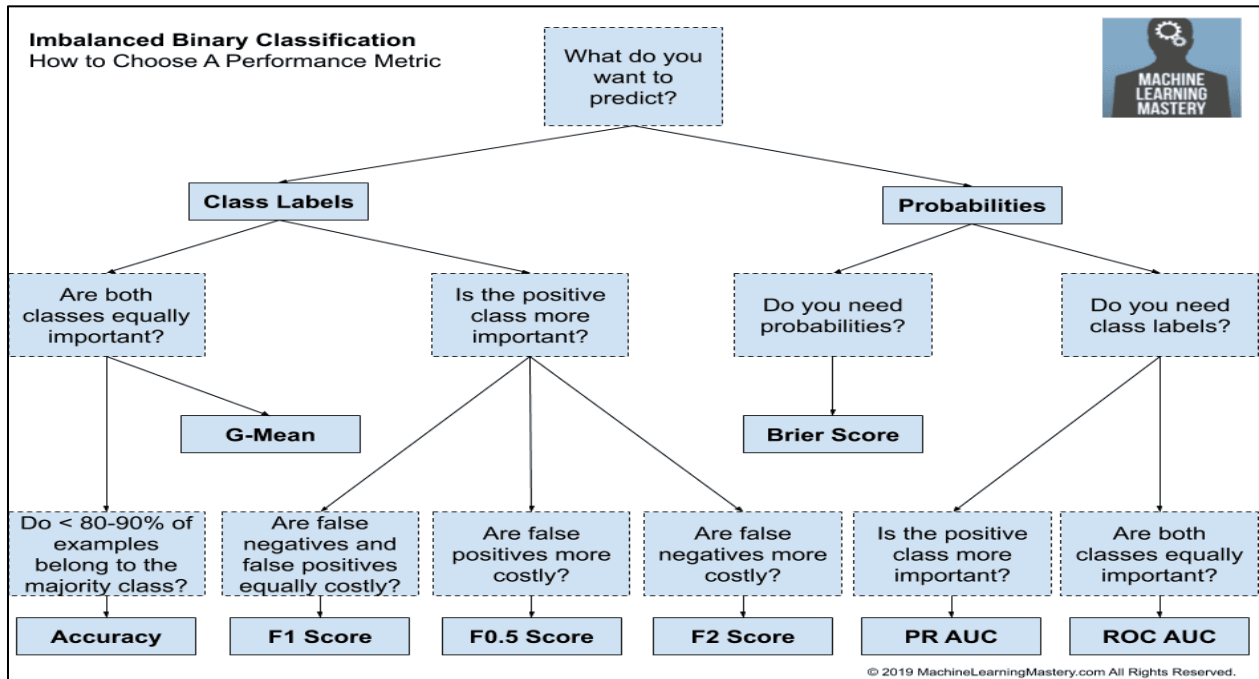 Imbalanced Binary Classification
How to Choose A Performance Metric
What do you
want to
predict?
MACHINE
LEARNING
MASTERY
Class Labels
Probabilities
Are both
classes equally
important?
Is the positive
class more
important?
Do you need
probabilities?
Do you need
class labels?
G-Mean
Brier Score
Do < 80-90% of
examples
belong to the
majority class?
Are false
negatives and
false positives
equally costly?
Are false
positives more
costly?
Are false
negatives more
costly?
Is the positive
class more
important?
Are both
classes equally
important?
Accuracy
F1 Score
F0.5 Score
F2 Score
PR AUC
ROC AUC
© 2019 MachineLearningMastery.com All Rights Reserved.